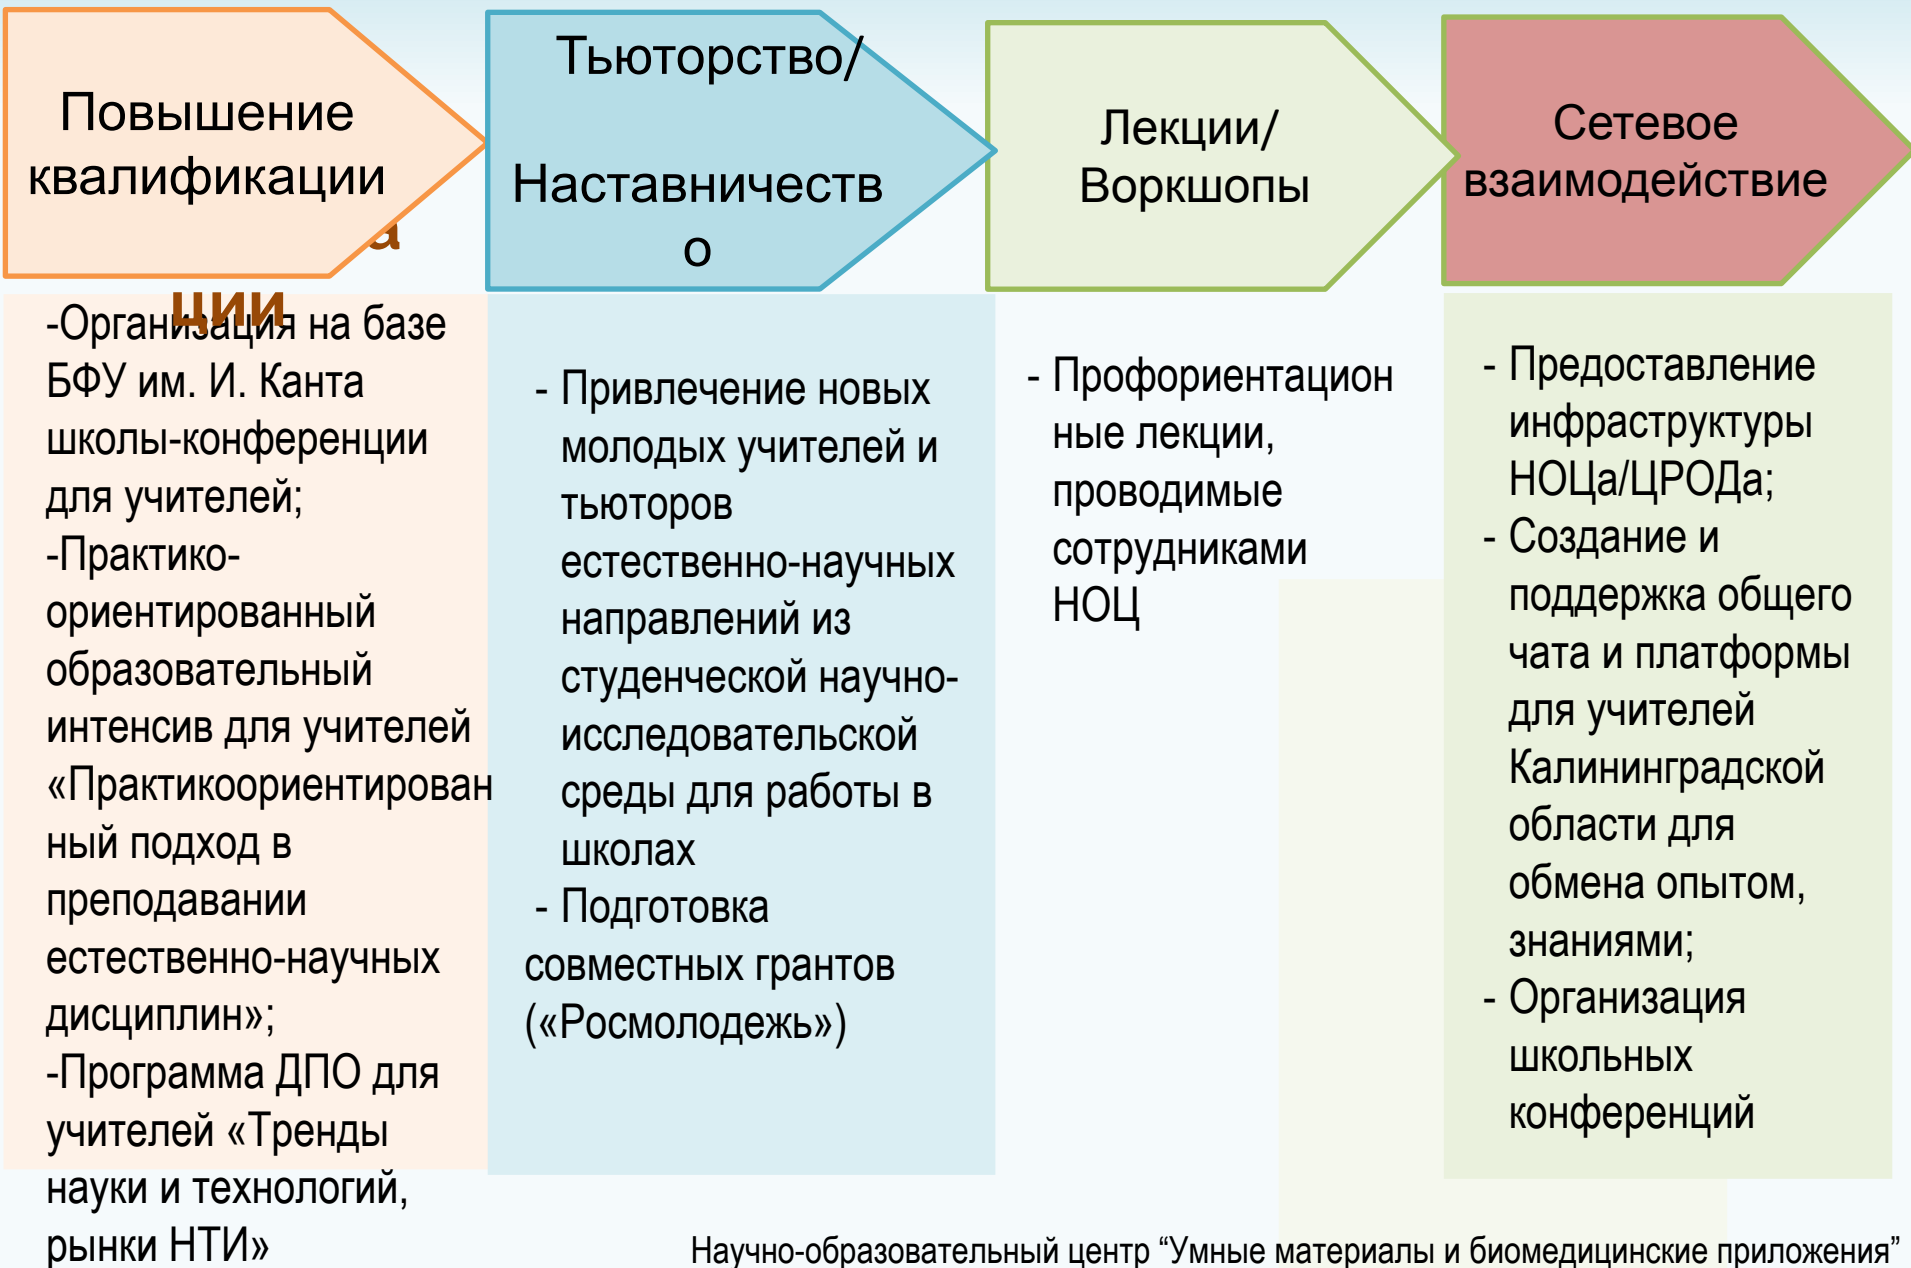 Повышение
квалификации
а
ции
-Организация на базе
БФУ им. И. Канта
школы-конференции
для учителей;
-Практико-
ориентированный
образовательный
интенсив для учителей
«Практикоориентирован
ный подход в
преподавании
естественно-научных
дисциплин»;
-Программа ДПО для
учителей «Тренды
науки и технологий,
рынки НТИ»
Тьюторство/
Наставничеств
о
- Привлечение новых
молодых учителей и
тьюторов
естественно-научных
направлений из
студенческой научно-
исследовательской
среды для работы в
школах
- Подготовка
совместных грантов
(«Росмолодежь»)
Лекции/
Воркшопы
- Профориентацион
ные лекции,
проводимые
сотрудниками
НОЦ
Сетевое
взаимодействие
- Предоставление
инфраструктуры
НОЦа/ЦРОДа;
- Создание и
поддержка общего
чата и платформы
для учителей
Калининградской
области для
обмена опытом,
знаниями;
- Организация
школьных
конференций
Научно-образовательный центр “Умные материалы и биомедицинские приложения”